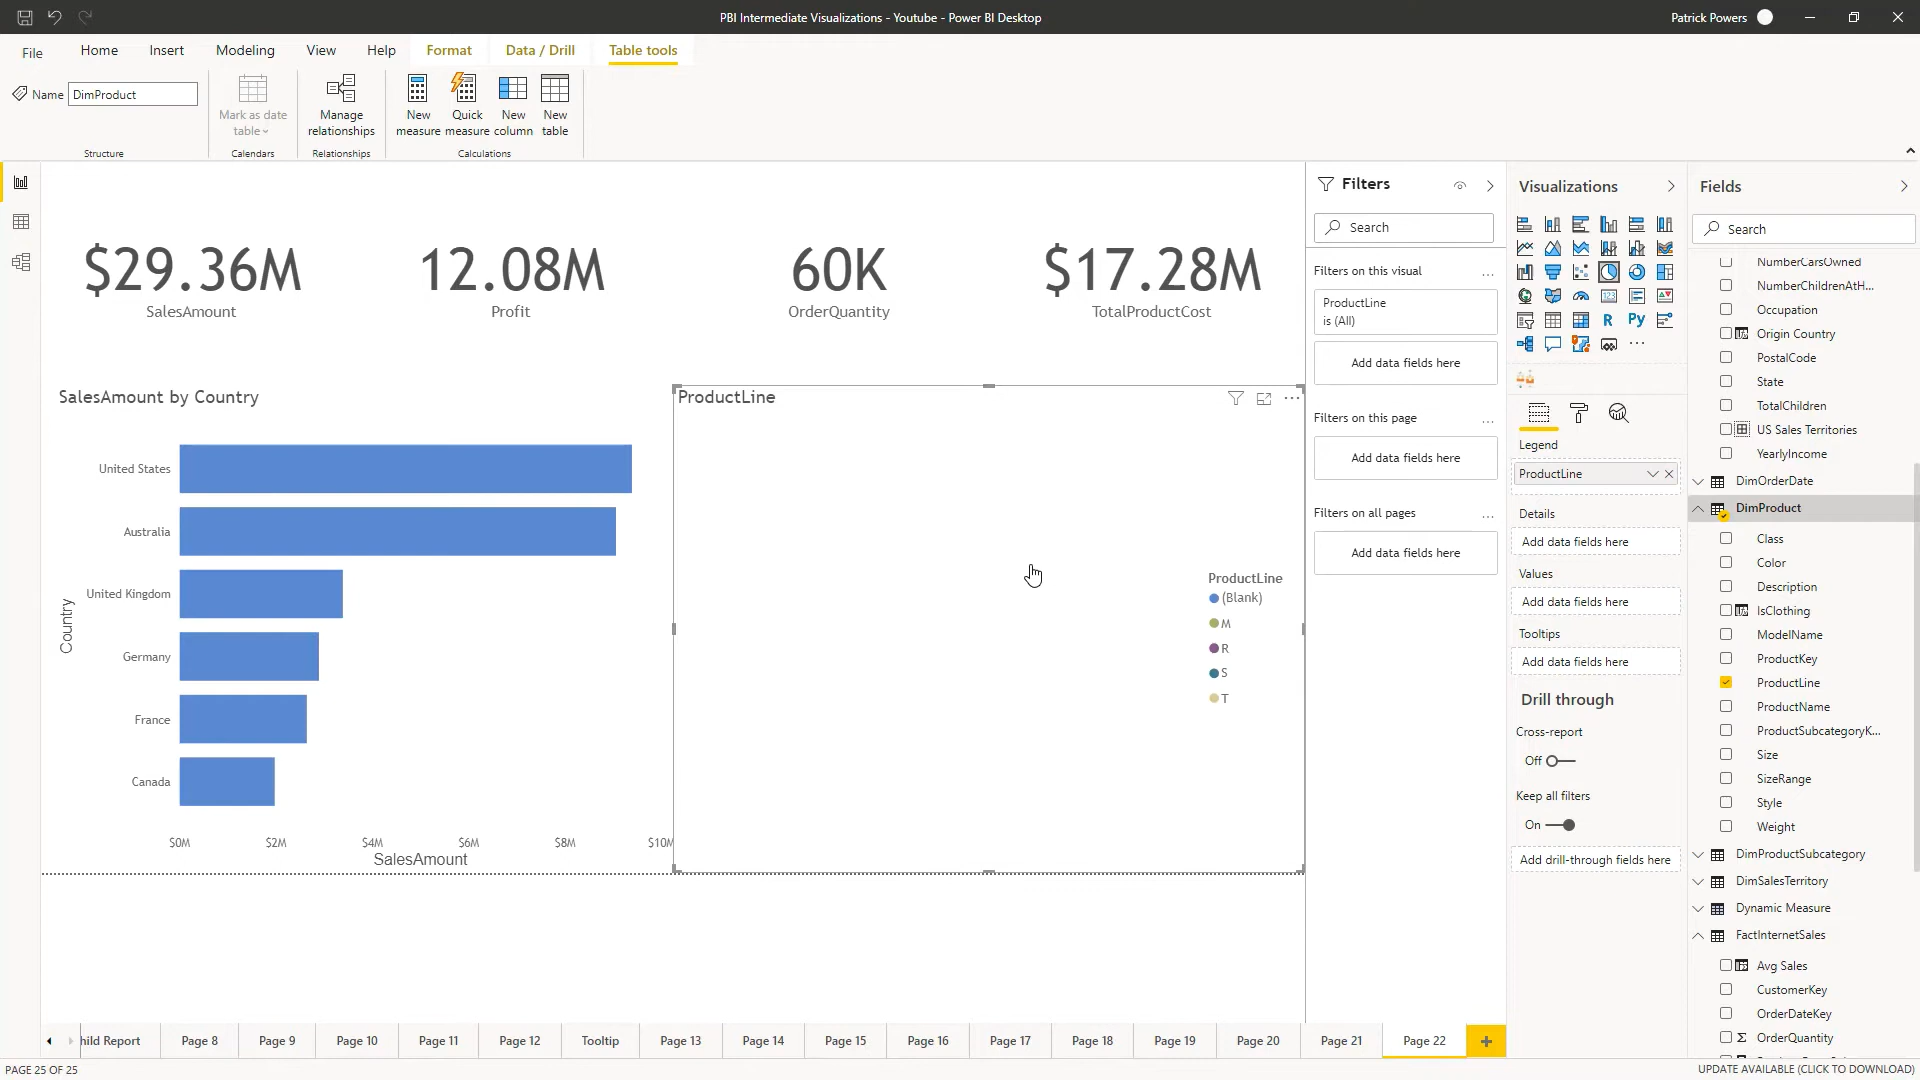 PBI Intermediate Visualizations - Youtube - Power BI Desktop
Patrick Powers
File
Home
Insert
Modeling
View
Help
Format
Data / Drill
Table tools
Name
DimProduct
Mark as date
table
Manage
relationships
New
measure
Quick
measure
New
column
New
table
Structure
Calendars
Relationships
Calculations
$29.36M
SalesAmount
12.08M
Profit
60K
OrderQuantity
$17.28M
TotalProductCost
SalesAmount by Country
United States
Australia
United Kingdom
Germany
France
Canada
Country
$0M
$2M
$4M
$6M
$8M
$10M
SalesAmount
ProductLine
ProductLine
(Blank)
M
R
S
T
Filters
Search
Filters on this visual
...
ProductLine
is (All)
Add data fields here
Filters on this page
...
Add data fields here
Filters on all pages
...
Add data fields here
Visualizations
R
Py
123
Legend
ProductLine
Details
Add data fields here
Values
Add data fields here
Tooltips
Add data fields here
Drill through
Cross-report
Off
Keep all filters
On
Add drill-through fields here
Fields
Search
NumberCarsOwned
NumberChildrenAtH...
Occupation
Origin Country
PostalCode
State
TotalChildren
US Sales Territories
YearlyIncome
DimOrderDate
DimProduct
Class
Color
Description
IsClothing
ModelName
ProductKey
ProductLine
ProductName
ProductSubcategoryK...
Size
SizeRange
Style
Weight
DimProductSubcategory
DimSalesTerritory
Dynamic Measure
FactInternetSales
Avg Sales
CustomerKey
OrderDateKey
OrderQuantity
hild Report
Page 8
Page 9
Page 10
Page 11
Page 12
Tooltip
Page 13
Page 14
Page 15
Page 16
Page 17
Page 18
Page 19
Page 20
Page 21
Page 22
PAGE 25 OF 25
UPDATE AVAILABLE (CLICK TO DOWNLOAD)